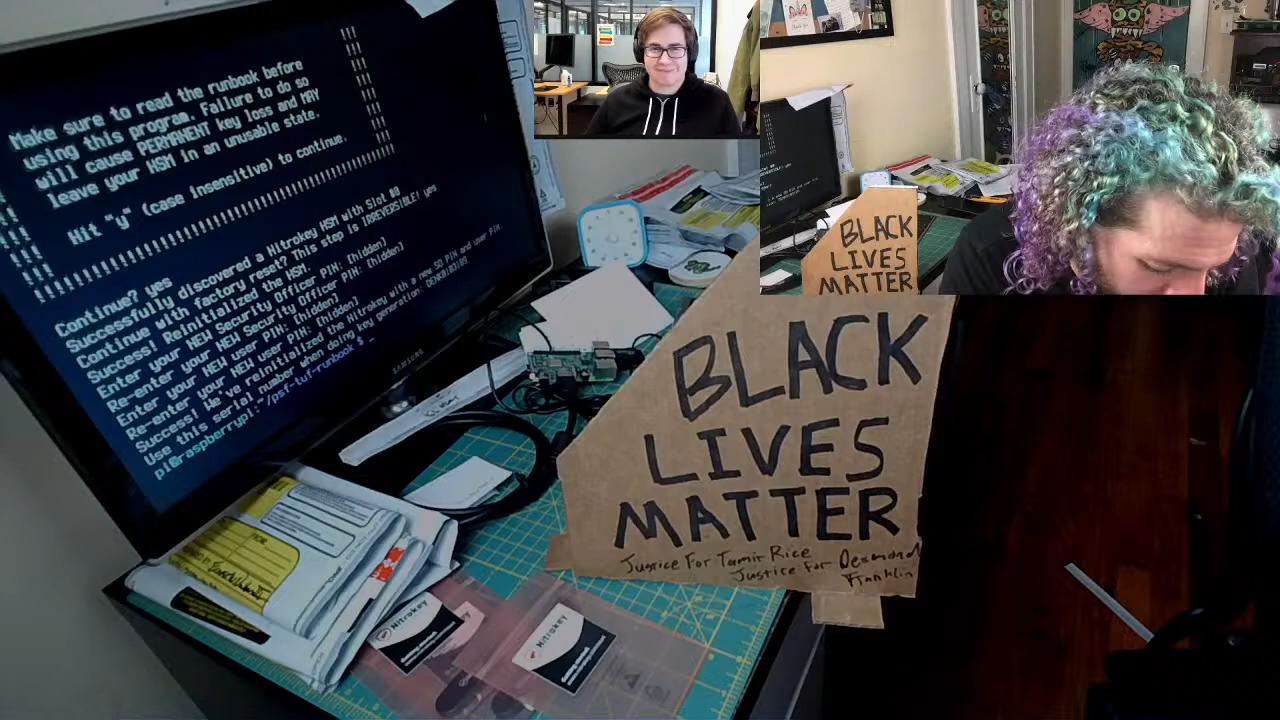 Make sure to read the runbook before
using this program. Failure to do so
will cause PERMANENT key loss and MAY
leave your HSM in an unusable state.
Hit "y" (case insensitive) to continue.
!!!!!!!!!!!!!!!!!!!!!!!!!!!!!!!!!!!!!!!!
Continue? yes
Successfully discovered a Nitrokey HSM with Slot 00
Continue with factory reset? This step is IRREVERSIBLE! yes
Success! Reinitialized the HSM.
Enter your NEW Security Officer PIN: (hidden)
Re-enter your NEW Security Officer PIN: (hidden)
Enter your NEW user PIN: (hidden)
Re-enter your NEW user PIN: (hidden)
Success! We've reinitialized the Nitrokey with a new SO PIN and user PIN.
Use this serial number when doing key generation:
pi@raspberrypi:~/psf-tuf-runbook $
SAMSUNG
BLACK
LIVES
MATTER
Justice For Tamir Rice
Justice For Desmond
Franklin
Nitrokey
Nitrokey
BLACK
LIVES
MATTER